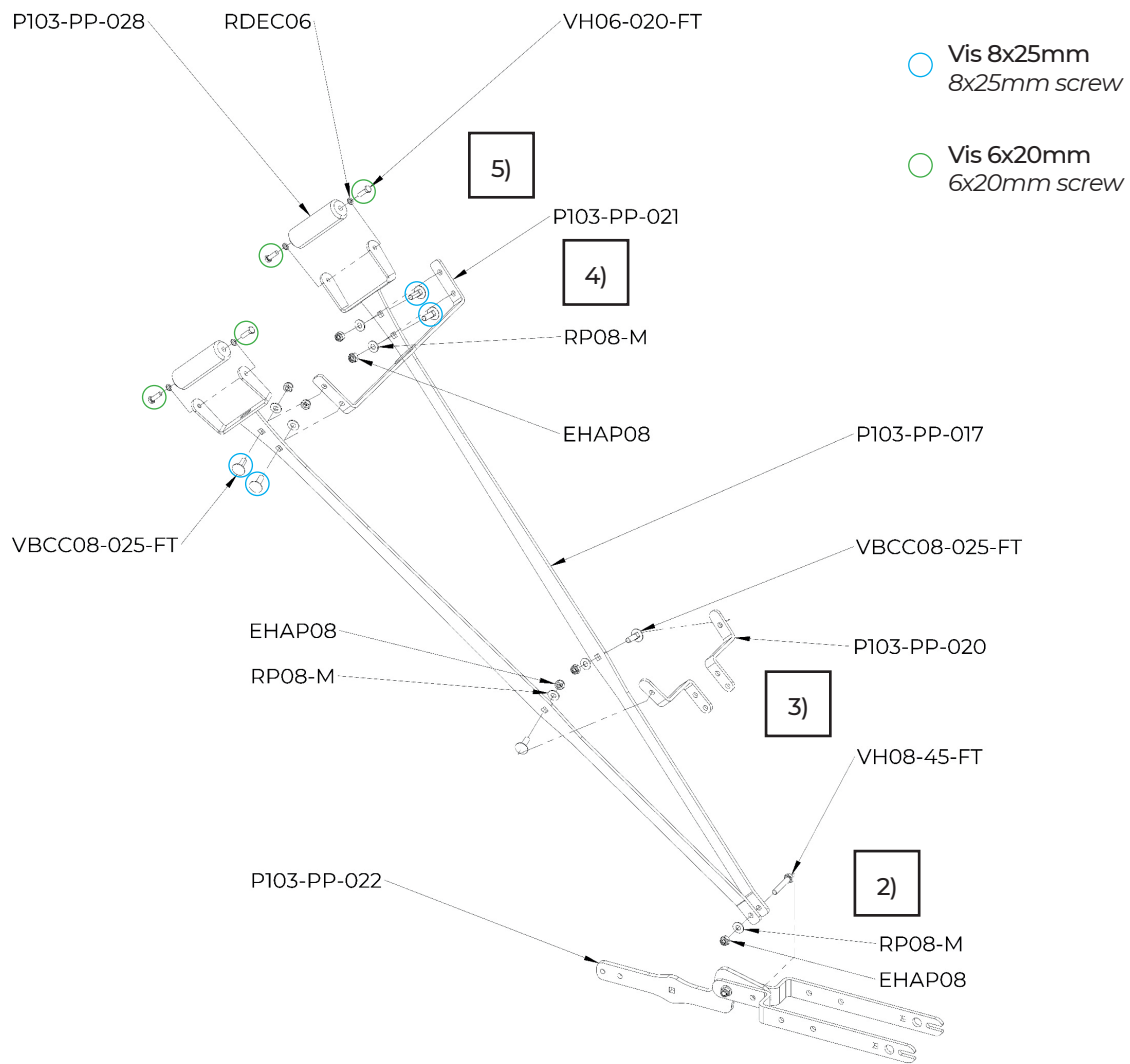 P103-PP-028
RDEC06
VH06-020-FT
Vis 8x25mm
8x25mm screw
Vis 6x20mm
6x20mm screw
5)
P103-PP-021
4)
RP08-M
EHAP08
P103-PP-017
VBCC08-025-FT
VBCC08-025-FT
EHAP08
P103-PP-020
RP08-M
3)
VH08-45-FT
P103-PP-022
2)
RP08-M
EHAP08